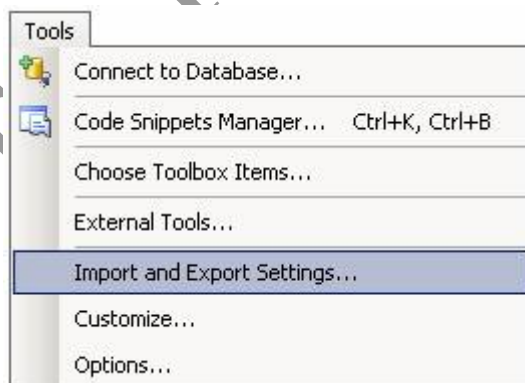 Tools
Connect to Database...
Code Snippets Manager... Ctrl+K, Ctrl+B
Choose Toolbox Items...
External Tools...
Import and Export Settings...
Customize...
Options...